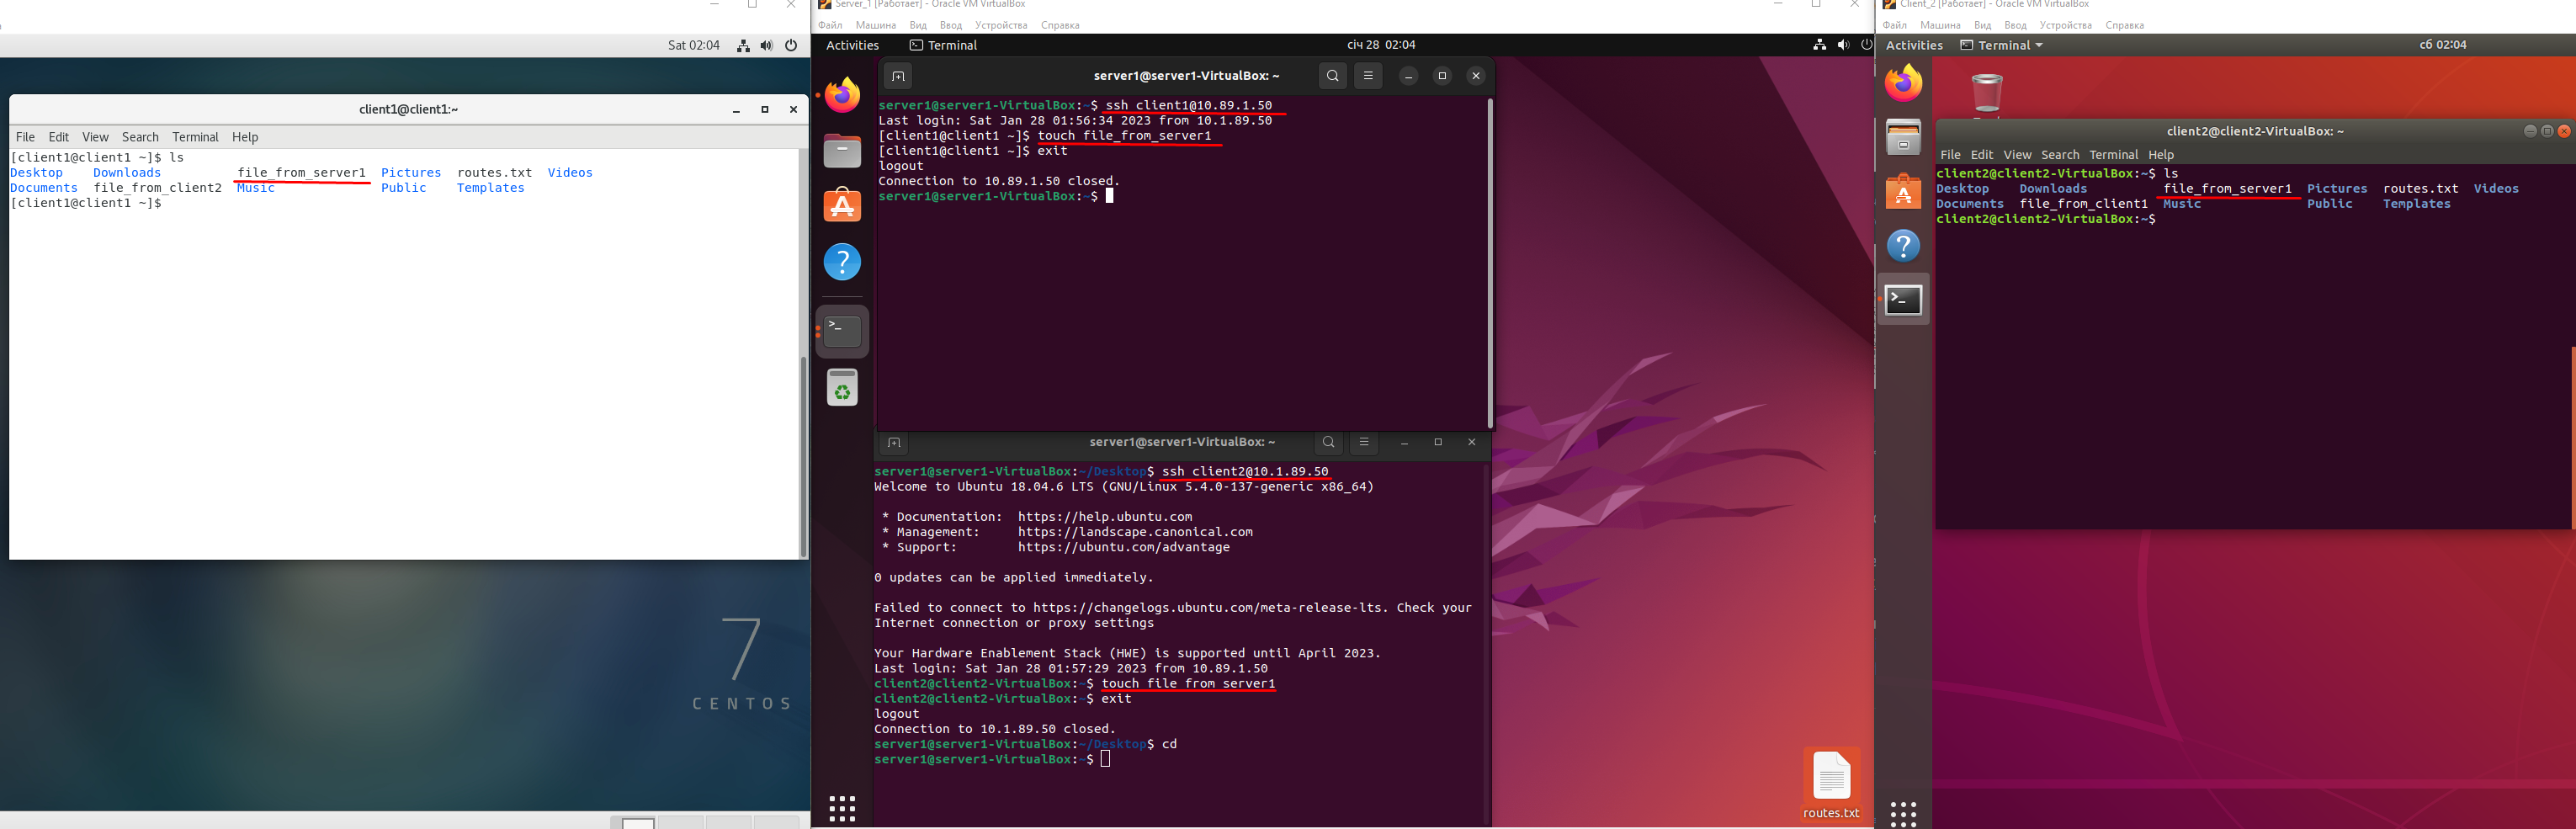 Sat 02:04
client1@client1:~
File Edit View Search Terminal Help
[client1@client1 ~]$ ls
Desktop Downloads file_from_server1 Pictures routes.txt Videos
Documents file_from_client2 Music Public Templates
[client1@client1 ~]$
7
CENTOS
Server_1 [Работает] - Oracle VM VirtualBox
Файл Машина Вид Ввод Устройства Справка
Activities Terminal січ 28 02:04
server1@server1-VirtualBox: ~
server1@server1-VirtualBox:~$ ssh client1@10.89.1.50
Last login: Sat Jan 28 01:56:34 2023 from 10.1.89.50
[client1@client1 ~]$ touch file_from_server1
[client1@client1 ~]$ exit
logout
Connection to 10.89.1.50 closed.
server1@server1-VirtualBox:~$
server1@server1-VirtualBox: ~
server1@server1-VirtualBox:~/Desktop$ ssh client2@10.1.89.50
Welcome to Ubuntu 18.04.6 LTS (GNU/Linux 5.4.0-137-generic x86_64)
* Documentation: https://help.ubuntu.com
* Management: https://landscape.canonical.com
* Support: https://ubuntu.com/advantage
0 updates can be applied immediately.
Failed to connect to https://changelogs.ubuntu.com/meta-release-lts. Check your
Internet connection or proxy settings
Your Hardware Enablement Stack (HWE) is supported until April 2023.
Last login: Sat Jan 28 01:57:29 2023 from 10.89.1.50
client2@client2-VirtualBox:~$ touch file_from_server1
client2@client2-VirtualBox:~$ exit
logout
Connection to 10.1.89.50 closed.
server1@server1-VirtualBox:~/Desktop$ cd
server1@server1-VirtualBox:~$
routes.txt
Client_2 [Работает] - Oracle VM VirtualBox
Файл Машина Вид Ввод Устройства Справка
Activities Terminal сб 02:04
client2@client2-VirtualBox: ~
File Edit View Search Terminal Help
client2@client2-VirtualBox:~$ ls
Desktop Downloads file_from_server1 Pictures routes.txt Videos
Documents file_from_client1 Music Public Templates
client2@client2-VirtualBox:~$